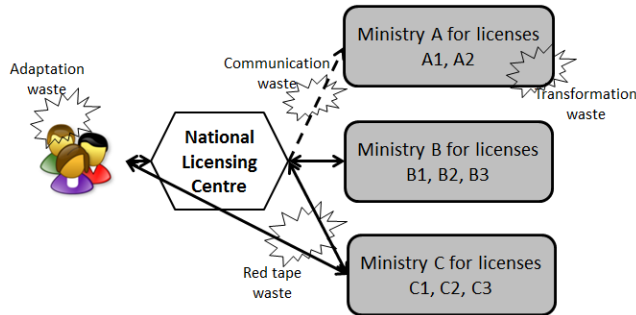 Adaptation
waste
Communication
waste
Ministry A for licenses
A1, A2
Transformation
waste
National
Licensing
Centre
Ministry B for licenses
B1, B2, B3
Red tape
waste
Ministry C for licenses
C1, C2, C3